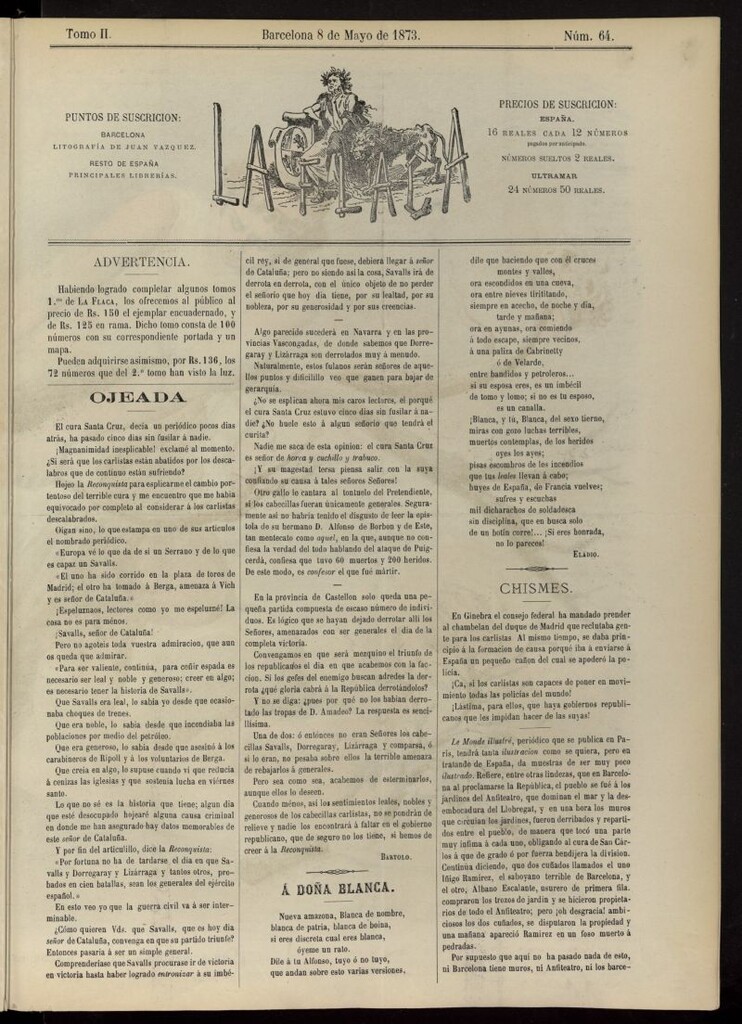 Tomo II.
Barcelona 8 de Mayo de 1873.
Núm. 64.
PUNTOS DE SUSCRICION:
BARCELONA
LITOGRAFÍA DE JUAN VAZQUEZ.
RESTO DE ESPAÑA
PRINCIPALES LIBRERÍAS.
LA FLACA
PRECIOS DE SUSCRICION:
ESPAÑA.
16 REALES CADA 12 NÚMEROS
pagados por anticipado.
NÚMEROS SUELTOS 2 REALES.
ULTRAMAR
24 NÚMEROS 50 REALES.
ADVERTENCIA.
Habiendo logrado completar algunos tomos
1.os de LA FLACA, los ofrecemos al público al
precio de Rs. 150 el ejemplar encuadernado, y
de Rs. 125 en rama. Dicho tomo consta de 100
números con su correspondiente portada y un
mapa.
Pueden adquirirse asimismo, por Rs. 136, los
72 números que del 2.º tomo han visto la luz.
OJEADA
El cura Santa Cruz, decia un periódico pocos dias
atrás, ha pasado cinco dias sin fusilar á nadie.
¡Magnanimidad inesplicable! esclamé al momento.
¿Si será que los carlistas están abatidos por los desca-
labros que de contínuo están sufriendo?
Hojeo la Reconquista para esplicarme el cambio por-
tentoso del terrible cura y me encuentro que me habia
equivocado por completo al considerar á los carlistas
descalabrados.
Oigan sino, lo que estampa en uno de sus artículos
el nombrado periódico.
«Europa vé lo que da de sí un Serrano y de lo que
es capaz un Savalls.
«El uno ha sido corrido en la plaza de toros de
Madrid; el otro ha tomado á Berga, amenaza á Vich
y es señor de Cataluña.»
¡Espeluznaos, lectores como yo me espeluzné! La
cosa no es para ménos.
¡Savalls, señor de Cataluña!
Pero no agoteis toda vuestra admiracion, que aun
os queda que admirar.
«Para ser valiente, continúa, para ceñir espada es
necesario ser leal y noble y generoso; creer en algo;
es necesario tener la historia de Savalls».
Que Savalls era leal, lo sabia yo desde que ocasio-
naba choques de trenes.
Que era noble, lo sabia desde que incendiaba las
poblaciones por medio del petróleo.
Que era generoso, lo sabia desde que asesinó á los
carabineros de Ripoll y á los voluntarios de Berga.
Que creia en algo, lo supuse cuando ví que reducia
á cenizas las iglesias y que sostenia lucha en viérnes
santo.
Lo que no sé es la historia que tiene; algun dia
que esté desocupado hojearé alguna causa criminal
en donde me han asegurado hay datos memorables de
este señor de Cataluña.
Y por fin del articulillo, dice la Reconquista:
«Por fortuna no ha de tardarse el dia en que Sa-
valls y Dorregaray y Lizárraga y tantos otros, pro-
bados en cien batallas, sean los generales del ejército
español.»
En esto veo yo que la guerra civil va á ser inter-
minable.
¿Cómo quieren Vds. que Savalls, que es hoy dia
señor de Cataluña, convenga en que su partido triunfe?
Entonces pasaria á ser un simple general.
Comprenderíase que Savalls procurase ir de victoria
en victoria hasta haber logrado entronizar á su imbé-
cil rey, si de general que fuese, debiera llegar á señor
de Cataluña; pero no siendo así la cosa, Savalls irá de
derrota en derrota, con el único objeto de no perder
el señorío que hoy dia tiene, por su lealtad, por su
nobleza, por su generosidad y por sus creencias.
Algo parecido sucederá en Navarra y en las pro-
vincias Vascongadas, de donde sabemos que Dorre-
garay y Lizárraga son derrotados muy á menudo.
Naturalmente, estos fulanos serán señores de aque-
llos puntos y dificilillo veo que ganen para bajar de
gerarquía.
¿No se esplican ahora mis caros lectores, el porqué
el cura Santa Cruz estuvo cinco dias sin fusilar á na-
die? ¿No huele esto á algun señorío que tendrá el
curita?
Nadie me saca de esta opinion: el cura Santa Cruz
es señor de horca y cuchillo y trabuco.
¡Y su magestad tersa piensa salir con la suya
confiando su causa á tales señores Señores!
Otro gallo le cantara al tontuelo del Pretendiente,
si los cabecillas fueran únicamente generales. Segura-
mente así no habria tenido el disgusto de leer la epis-
tola de su hermano D. Alfonso de Borbon y de Este,
tan mentecato como aquel, en la que, aunque no con-
fiesa la verdad del todo hablando del ataque de Puig-
cerdá, confiesa que tuvo 60 muertos y 200 heridos.
De este modo, es confesor el que fué mártir.
En la provincia de Castellon solo queda una pe-
queña partida compuesta de escaso número de indivi-
duos. Es lógico que se hayan dejado derrotar allí los
Señores, amenazados con ser generales el dia de la
completa victoria.
Convengamos en que será mezquino el triunfo de
los republicanos el dia en que acaben con la fac-
cion. Si los gefes del enemigo buscan adredes la der-
rota ¿qué gloria cabrá á la República derrotándolos?
Y no se diga: ¿pues por qué no los habian derro-
tado las tropas de D. Amadeo? La respuesta es senci-
llísima.
Una de dos: ó entonces no eran Señores los cabe-
cillas Savalls, Dorregaray, Lizárraga y comparsa, ó
si lo eran, no pesaba sobre ellos la terrible amenaza
de rebajarlos á generales.
Pero sea como sea, acabemos de esterminarlos,
aunque ellos lo deseen.
Cuando ménos, así los sentimientos leales, nobles y
generosos de los cabecillas carlistas, no se pondrán de
relieve y nadie los encontrará á faltar en el gobierno
republicano, que de seguro no los tiene, si hemos de
creer á la Reconquista.
BARTOLO.
Á DOÑA BLANCA.
Nueva amazona, Blanca de nombre,
blanca de patria, blanca de boina,
si eres discreta cual eres blanca,
óyeme un rato.
Dile á tu Alfonso, tuyo ó no tuyo,
que andan sobre esto varias versiones,
dile que haciendo que con él cruces
montes y valles,
ora escondidos en una cueva,
ora entre nieves tirititando,
siempre en acecho, de noche y dia,
tarde y mañana;
ora en ayunas, ora comiendo
á todo escape, siempre vecinos,
á una paliza de Cabrinetty
ó de Velarde,
entre bandidos y petroleros...
si su esposa eres, es un imbécil
de tomo y lomo; si no es tu esposo,
es un canalla.
¡Blanca, y tú, Blanca, del sexo tierno,
miras con gozo luchas terribles,
muertos contemplas, de los heridos
oyes los ayes;
pisas escombros de los incendios
que tus leales llevan á cabo;
huyes de España, de Francia vuelves;
sufres y escuchas
mil dicharachos de soldadesca
sin disciplina, que en busca solo
de un botin corre!... ¡Si eres honrada,
no lo pareces!
ELADIO.
CHISMES.
En Ginebra el consejo federal ha mandado prender
al chambelan del duque de Madrid que reclutaba gen-
te para los carlistas Al mismo tiempo, se daba princi-
pio á la formacion de causa porqué iba á enviarse á
España un pequeño cañon del cual se apoderó la po-
licía.
¡Ca, si los carlistas son capaces de poner en movi-
miento todas las policías del mundo!
¡Lástima, para ellos, que haya gobiernos republi-
canos que les impidan hacer de las suyas!
Le Monde illustré, periódico que se publica en Pa-
rís, tendrá tanta ilustracion como se quiera, pero en
tratando de España, da muestras de ser muy poco
ilustrado. Refiere, entre otras linderas, que en Barcelo-
na al proclamarse la República, el pueblo se fué á los
jardines del Anfiteatro, que dominan el mar y la des-
embocadura del Llobregat, y en una hora los muros
que circuian los jardines, fueron derribados y reparti-
dos entre el pueblo, de manera que tocó una parte
muy ínfima á cada uno, obligando al cura de San Cár-
los á que de grado ó por fuerza bendijera la division.
Continúa diciendo, que dos cuñados llamados el uno
Iñigo Ramirez, el saboyano terrible de Barcelona, y
el otro, Albano Escalante, usurero de primera fila,
compraron los trozos de jardin y se hicieron propieta-
rios de todo el Anfiteatro; pero ¡oh desgracia! ambi-
ciosos los dos cuñados, se disputaron la propiedad y
una mañana apareció Ramirez en un foso muerto á
pedradas.
Por supuesto que aquí no ha pasado nada de esto,
ni Barcelona tiene muros, ni Anfiteatro, ni los barce-